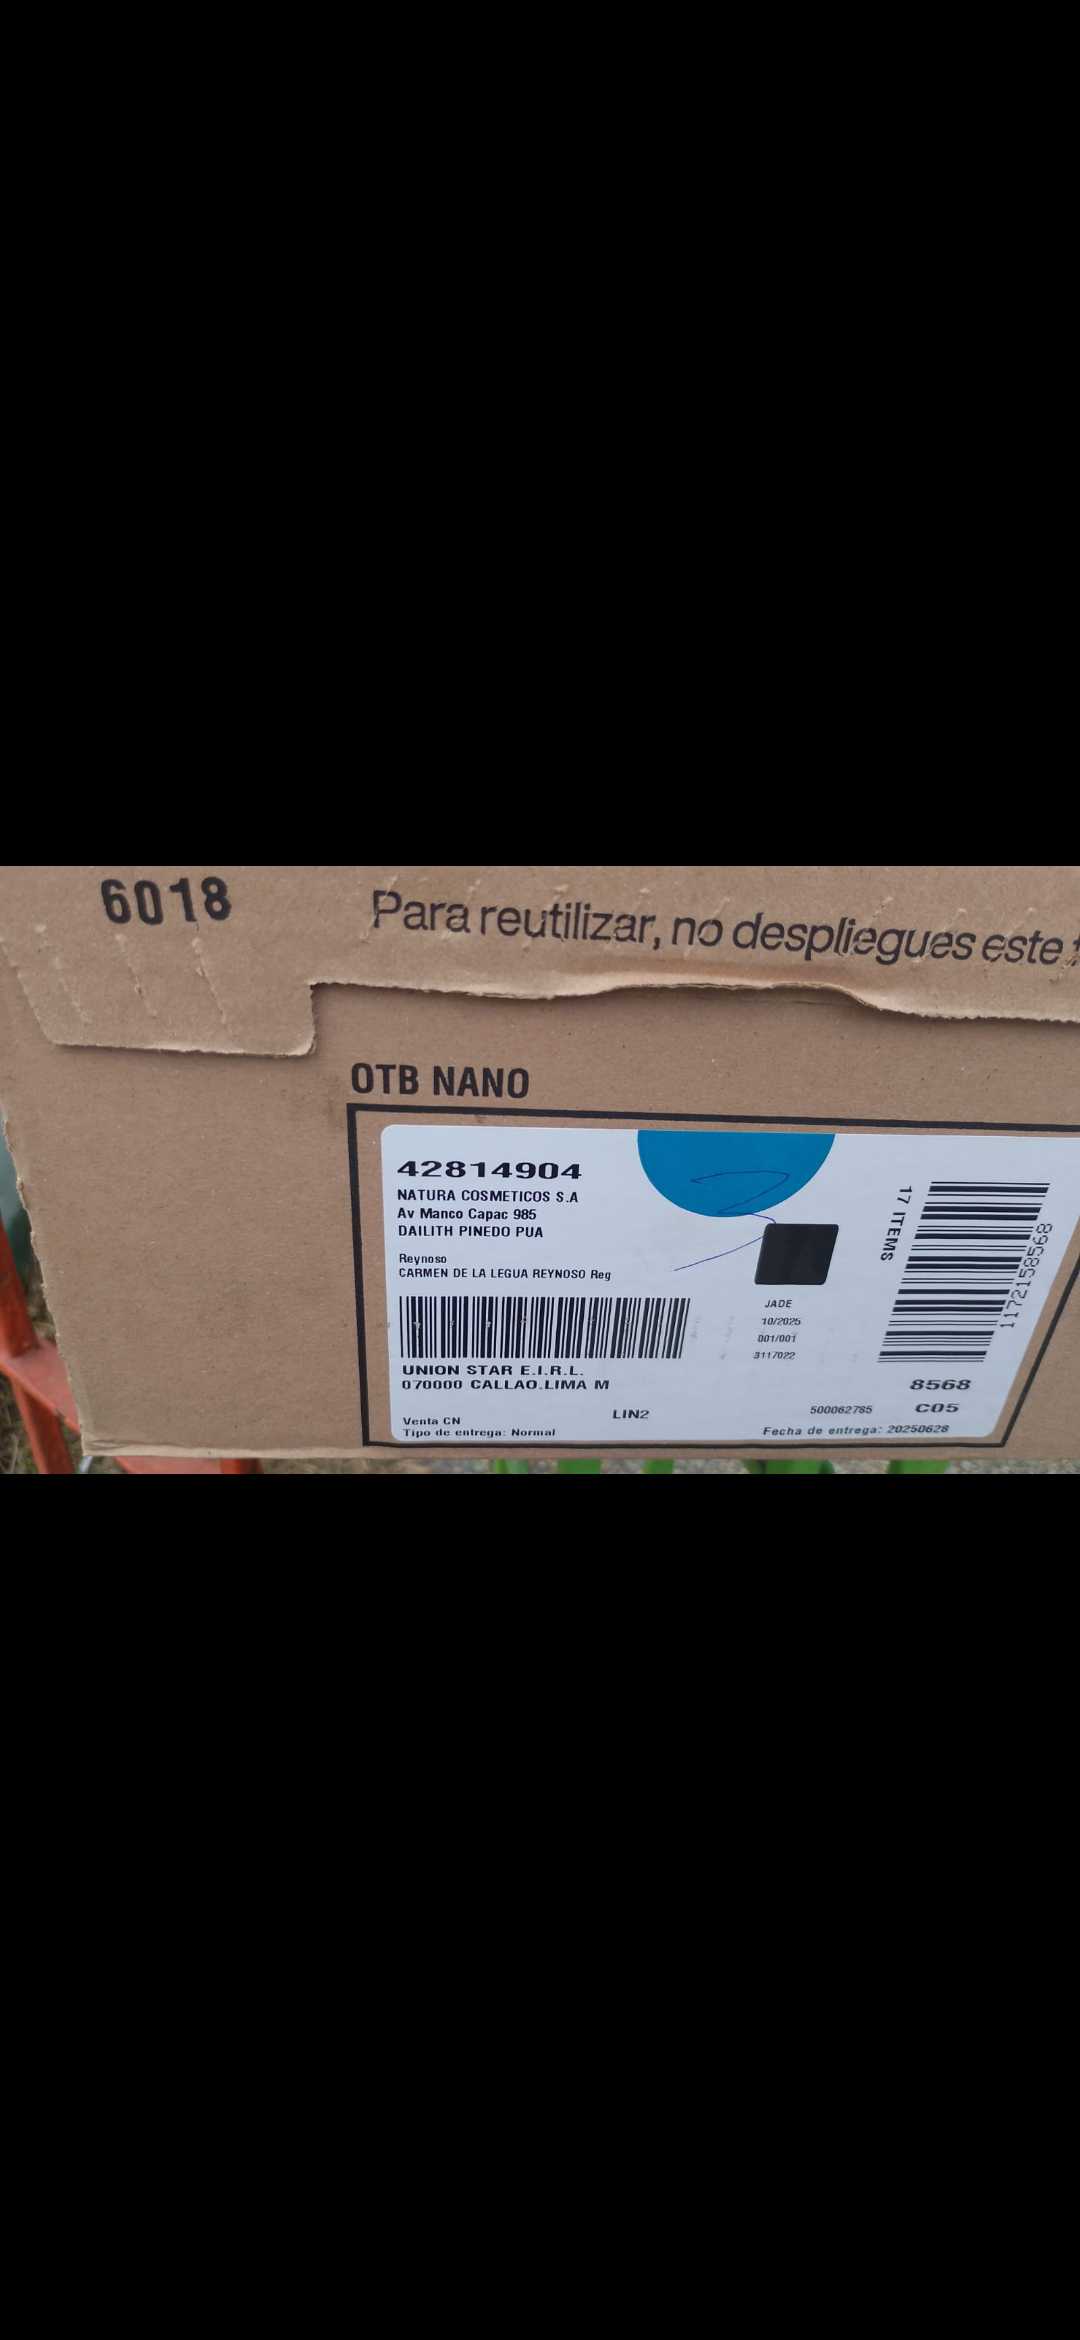 6018
Para reutilizar, no despliegues este
OTB NANO
42814904
NATURA COSMETICOS S.A
Av Manco Capac 985
DAILITH PINEDO PUA
Reynoso
CARMEN DE LA LEGUA REYNOSO Reg
17 ITEMS
1172158568
JADE
10/2025
001/001
3117022
UNION STAR E.I.R.L.
070000 CALLAO.LIMA M
8568
LIN2
500062785
C05
Venta CN
Tipo de entrega: Normal
Fecha de entrega: 20250628